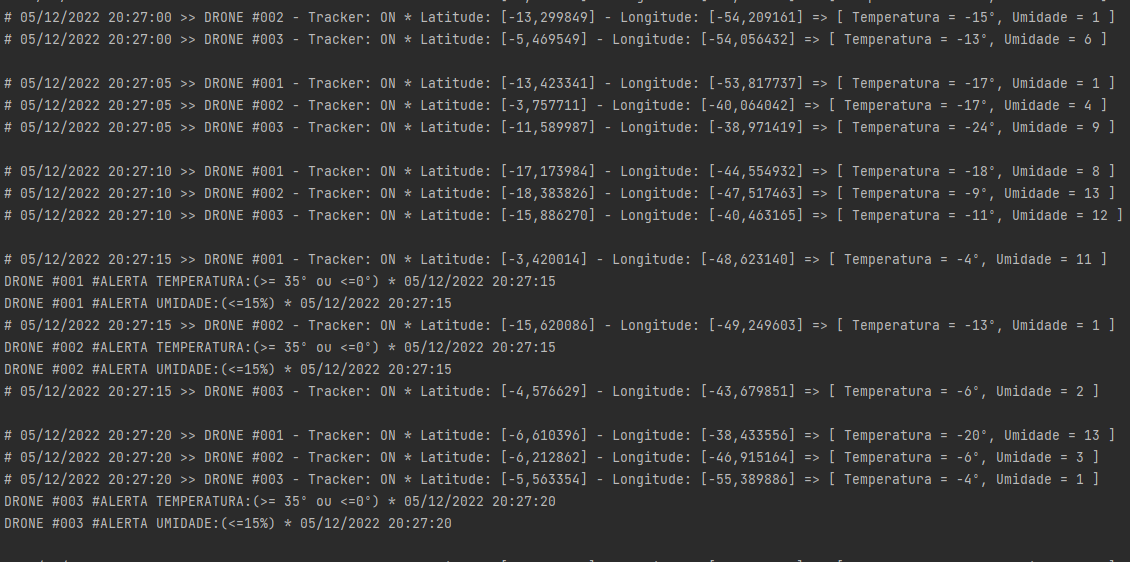 # 05/12/2022 20:27:00 >> DRONE #002 - Tracker: ON * Latitude: [-13,299849] - Longitude: [-54,209161] => [ Temperatura = -15°, Umidade = 1 ]
# 05/12/2022 20:27:00 >> DRONE #003 - Tracker: ON * Latitude: [-5,469549] - Longitude: [-54,056432] => [ Temperatura = -13°, Umidade = 6 ]
# 05/12/2022 20:27:05 >> DRONE #001 - Tracker: ON * Latitude: [-13,423341] - Longitude: [-53,817737] => [ Temperatura = -17°, Umidade = 1 ]
# 05/12/2022 20:27:05 >> DRONE #002 - Tracker: ON * Latitude: [-3,757711] - Longitude: [-40,064042] => [ Temperatura = -17°, Umidade = 4 ]
# 05/12/2022 20:27:05 >> DRONE #003 - Tracker: ON * Latitude: [-11,589987] - Longitude: [-38,971419] => [ Temperatura = -24°, Umidade = 9 ]
# 05/12/2022 20:27:10 >> DRONE #001 - Tracker: ON * Latitude: [-17,173984] - Longitude: [-44,554932] => [ Temperatura = -18°, Umidade = 8 ]
# 05/12/2022 20:27:10 >> DRONE #002 - Tracker: ON * Latitude: [-18,383826] - Longitude: [-47,517463] => [ Temperatura = -9°, Umidade = 13 ]
# 05/12/2022 20:27:10 >> DRONE #003 - Tracker: ON * Latitude: [-15,886270] - Longitude: [-40,463165] => [ Temperatura = -11°, Umidade = 12 ]
# 05/12/2022 20:27:15 >> DRONE #001 - Tracker: ON * Latitude: [-3,420014] - Longitude: [-48,623140] => [ Temperatura = -4°, Umidade = 11 ]
DRONE #001 #ALERTA TEMPERATURA:(>= 35° ou <=0°) * 05/12/2022 20:27:15
DRONE #001 #ALERTA UMIDADE:(<=15%) * 05/12/2022 20:27:15
# 05/12/2022 20:27:15 >> DRONE #002 - Tracker: ON * Latitude: [-15,620086] - Longitude: [-49,249603] => [ Temperatura = -13°, Umidade = 1 ]
DRONE #002 #ALERTA TEMPERATURA:(>= 35° ou <=0°) * 05/12/2022 20:27:15
DRONE #002 #ALERTA UMIDADE:(<=15%) * 05/12/2022 20:27:15
# 05/12/2022 20:27:15 >> DRONE #003 - Tracker: ON * Latitude: [-4,576629] - Longitude: [-43,679851] => [ Temperatura = -6°, Umidade = 2 ]
# 05/12/2022 20:27:20 >> DRONE #001 - Tracker: ON * Latitude: [-6,610396] - Longitude: [-38,433556] => [ Temperatura = -20°, Umidade = 13 ]
# 05/12/2022 20:27:20 >> DRONE #002 - Tracker: ON * Latitude: [-6,212862] - Longitude: [-46,915164] => [ Temperatura = -6°, Umidade = 3 ]
# 05/12/2022 20:27:20 >> DRONE #003 - Tracker: ON * Latitude: [-5,563354] - Longitude: [-55,389886] => [ Temperatura = -4°, Umidade = 1 ]
DRONE #003 #ALERTA TEMPERATURA:(>= 35° ou <=0°) * 05/12/2022 20:27:20
DRONE #003 #ALERTA UMIDADE:(<=15%) * 05/12/2022 20:27:20